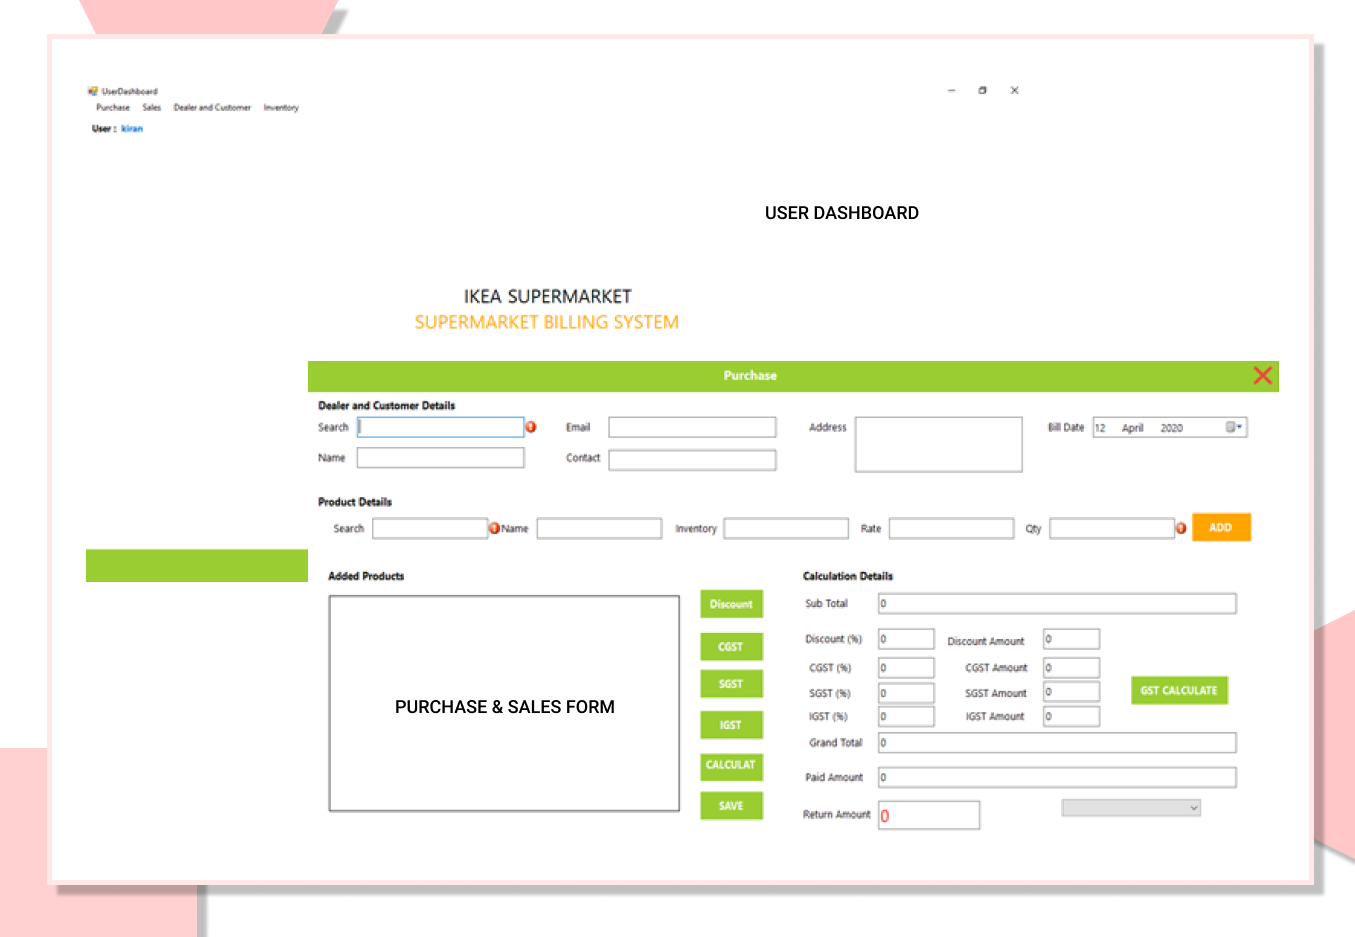 UserDashboard
Purchase Sales Dealer and Customer Inventory
User : kiran
USER DASHBOARD
IKEA SUPERMARKET
SUPERMARKET BILLING SYSTEM
Purchase
Dealer and Customer Details
Search Email Address Bill Date 12 April 2020
Name Contact
Product Details
Search Name Inventory Rate Qty ADD
Added Products
PURCHASE & SALES FORM
Discount
CGST
SGST
IGST
CALCULAT
SAVE
Calculation Details
Sub Total 0
Discount (%) 0 Discount Amount 0
CGST (%) 0 CGST Amount 0
SGST (%) 0 SGST Amount 0
GST CALCULATE
IGST (%) 0 IGST Amount 0
Grand Total 0
Paid Amount 0
Return Amount 0